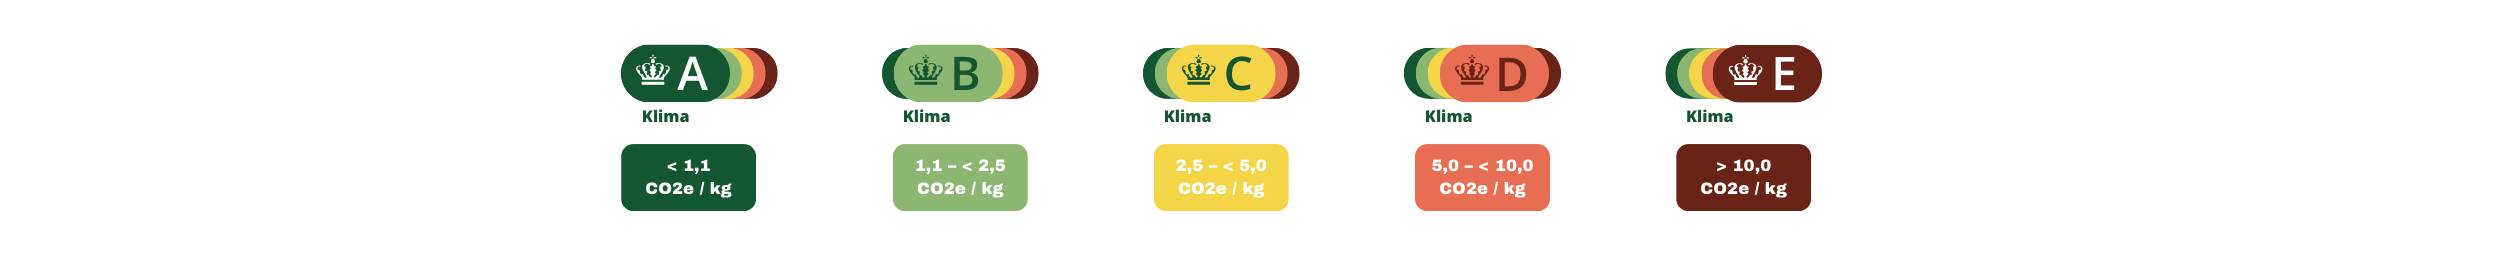 A
Klima
< 1,1
CO2e / kg
B
Klima
1,1 – < 2,5
CO2e / kg
C
Klima
2,5 – < 5,0
CO2e / kg
D
Klima
5,0 – < 10,0
CO2e / kg
E
Klima
> 10,0
CO2e / kg